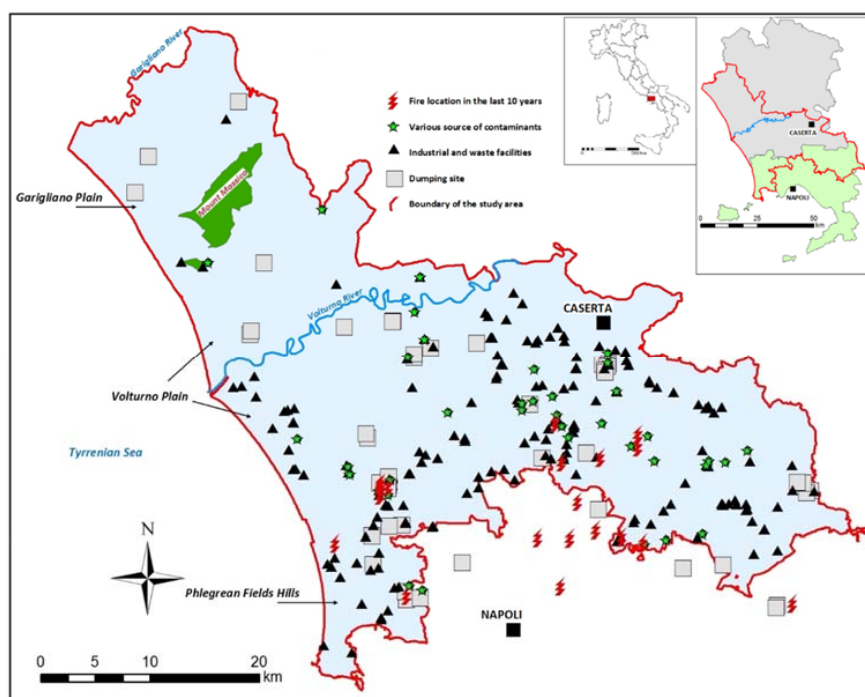 Garigliano River
Fire location in the last 10 years
Various source of contaminants
Industrial and waste facilities
Dumping site
Boundary of the study area
CASERTA
NAPOLI
0 25 50
km
Garigliano Plain
Mount Massico
Volturno River
CASERTA
Volturno Plain
Tyrrenian Sea
N
Phlegrean Fields Hills
NAPOLI
0 10 20
km